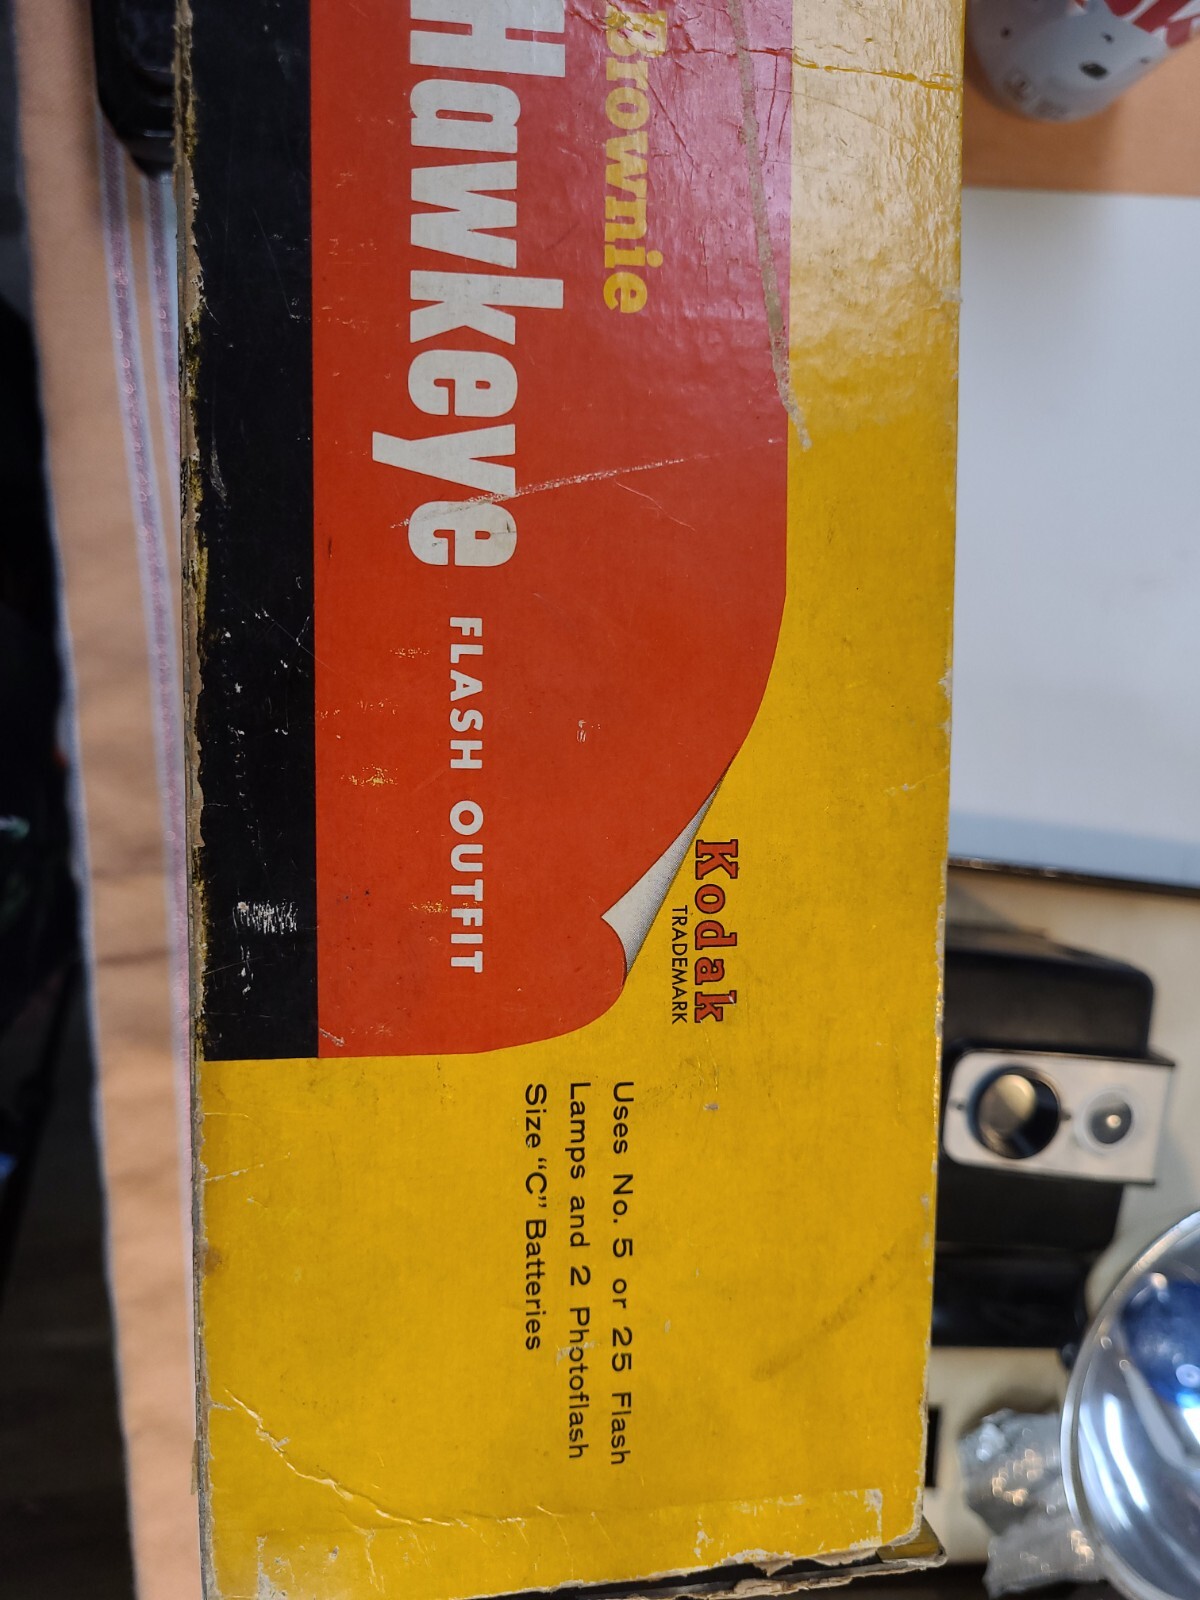 Brownie
Hawkeye FLASH OUTFIT
Kodak
TRADEMARK
Uses No. 5 or 25 Flash
Lamps and 2 Photoflash
Size "C" Batteries